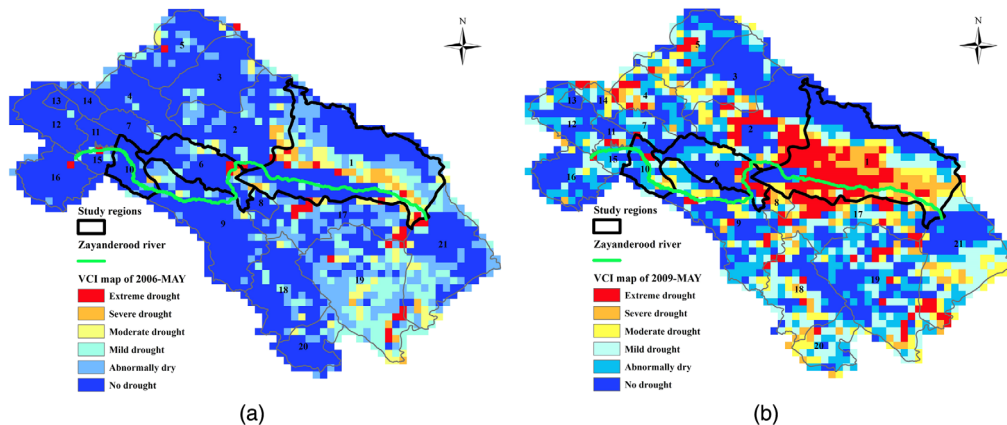 N
5
3
13
14
4
12
11
7
2
15
6
1
16
10
8
17
9
21
19
18
20
Study regions
Zayanderood river
VCI map of 2006-MAY
Extreme drought
Severe drought
Moderate drought
Mild drought
Abnormally dry
No drought
(a)
N
5
3
13
14
4
12
11
7
2
15
6
1
16
10
8
17
9
21
19
18
20
Study regions
Zayanderood river
VCI map of 2009-MAY
Extreme drought
Severe drought
Moderate drought
Mild drought
Abnormally dry
No drought
(b)